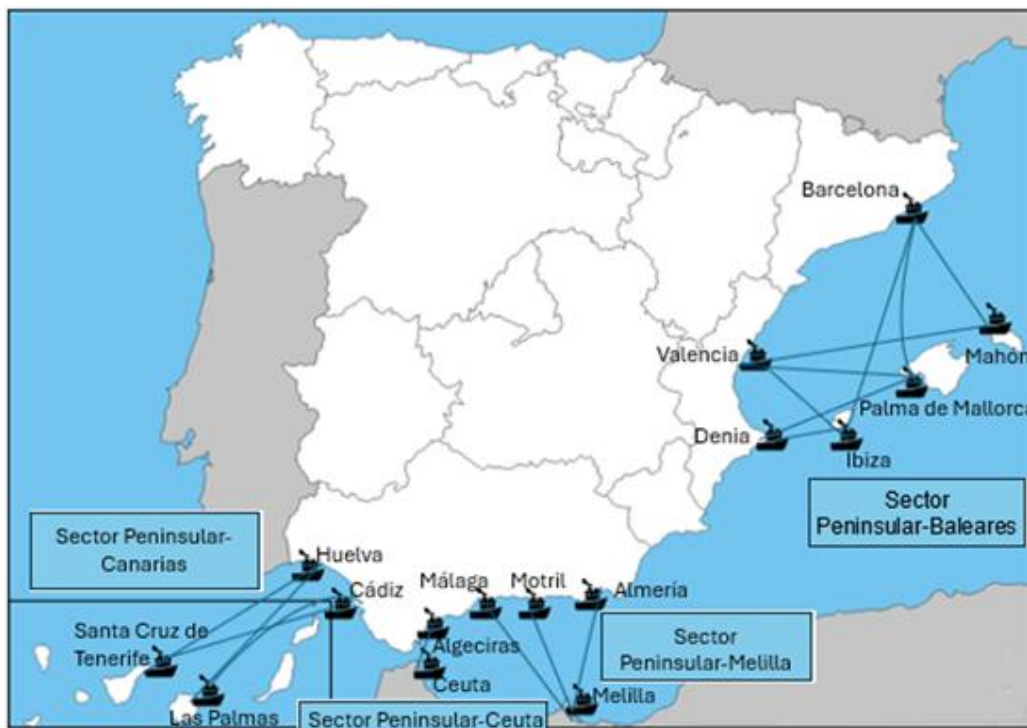 Barcelona
Valencia
Mahón
Palma de Mallorca
Denia
Ibiza
Sector
Peninsular-Baleares
Sector Peninsular-
Canarias
Huelva
Cádiz
Málaga
Motril
Almería
Santa Cruz de
Tenerife
Algeciras
Ceuta
Sector
Peninsular-Melilla
Melilla
Las Palmas
Sector Peninsular-Ceuta